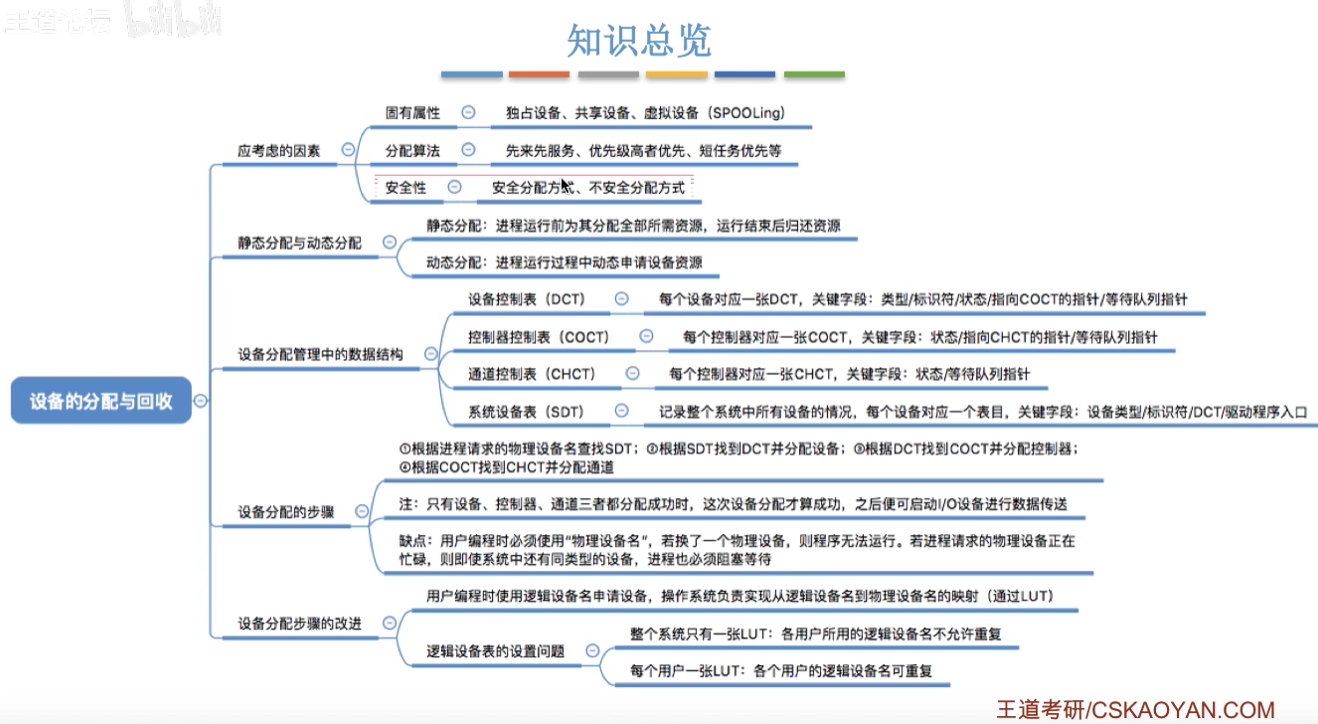 王道论坛 bilibili
知识总览
设备的分配与回收
应考虑的因素
固有属性
独占设备、共享设备、虚拟设备（SPOOLing）
分配算法
先来先服务、优先级高者优先、短任务优先等
安全性
安全分配方式、不安全分配方式
静态分配与动态分配
静态分配：进程运行前为其分配全部所需资源，运行结束后归还资源
动态分配：进程运行过程中动态申请设备资源
设备分配管理中的数据结构
设备控制表（DCT）
每个设备对应一张DCT，关键字段：类型/标识符/状态/指向COCT的指针/等待队列指针
控制器控制表（COCT）
每个控制器对应一张COCT，关键字段：状态/指向CHCT的指针/等待队列指针
通道控制表（CHCT）
每个控制器对应一张CHCT，关键字段：状态/等待队列指针
系统设备表（SDT）
记录整个系统中所有设备的情况，每个设备对应一个表目，关键字段：设备类型/标识符/DCT/驱动程序入口
设备分配的步骤
①根据进程请求的物理设备名查找SDT；②根据SDT找到DCT并分配设备；③根据DCT找到COCT并分配控制器；
④根据COCT找到CHCT并分配通道
注：只有设备、控制器、通道三者都分配成功时，这次设备分配才算成功，之后便可启动I/O设备进行数据传送
缺点：用户编程时必须使用“物理设备名”，若换了一个物理设备，则程序无法运行。若进程请求的物理设备正在
忙碌，则即使系统中还有同类型的设备，进程也必须阻塞等待
设备分配步骤的改进
用户编程时使用逻辑设备名申请设备，操作系统负责实现从逻辑设备名到物理设备名的映射（通过LUT）
逻辑设备表的设置问题
整个系统只有一张LUT：各用户所用的逻辑设备名不允许重复
每个用户一张LUT：各个用户的逻辑设备名可重复
王道考研/CSKAOYAN.COM